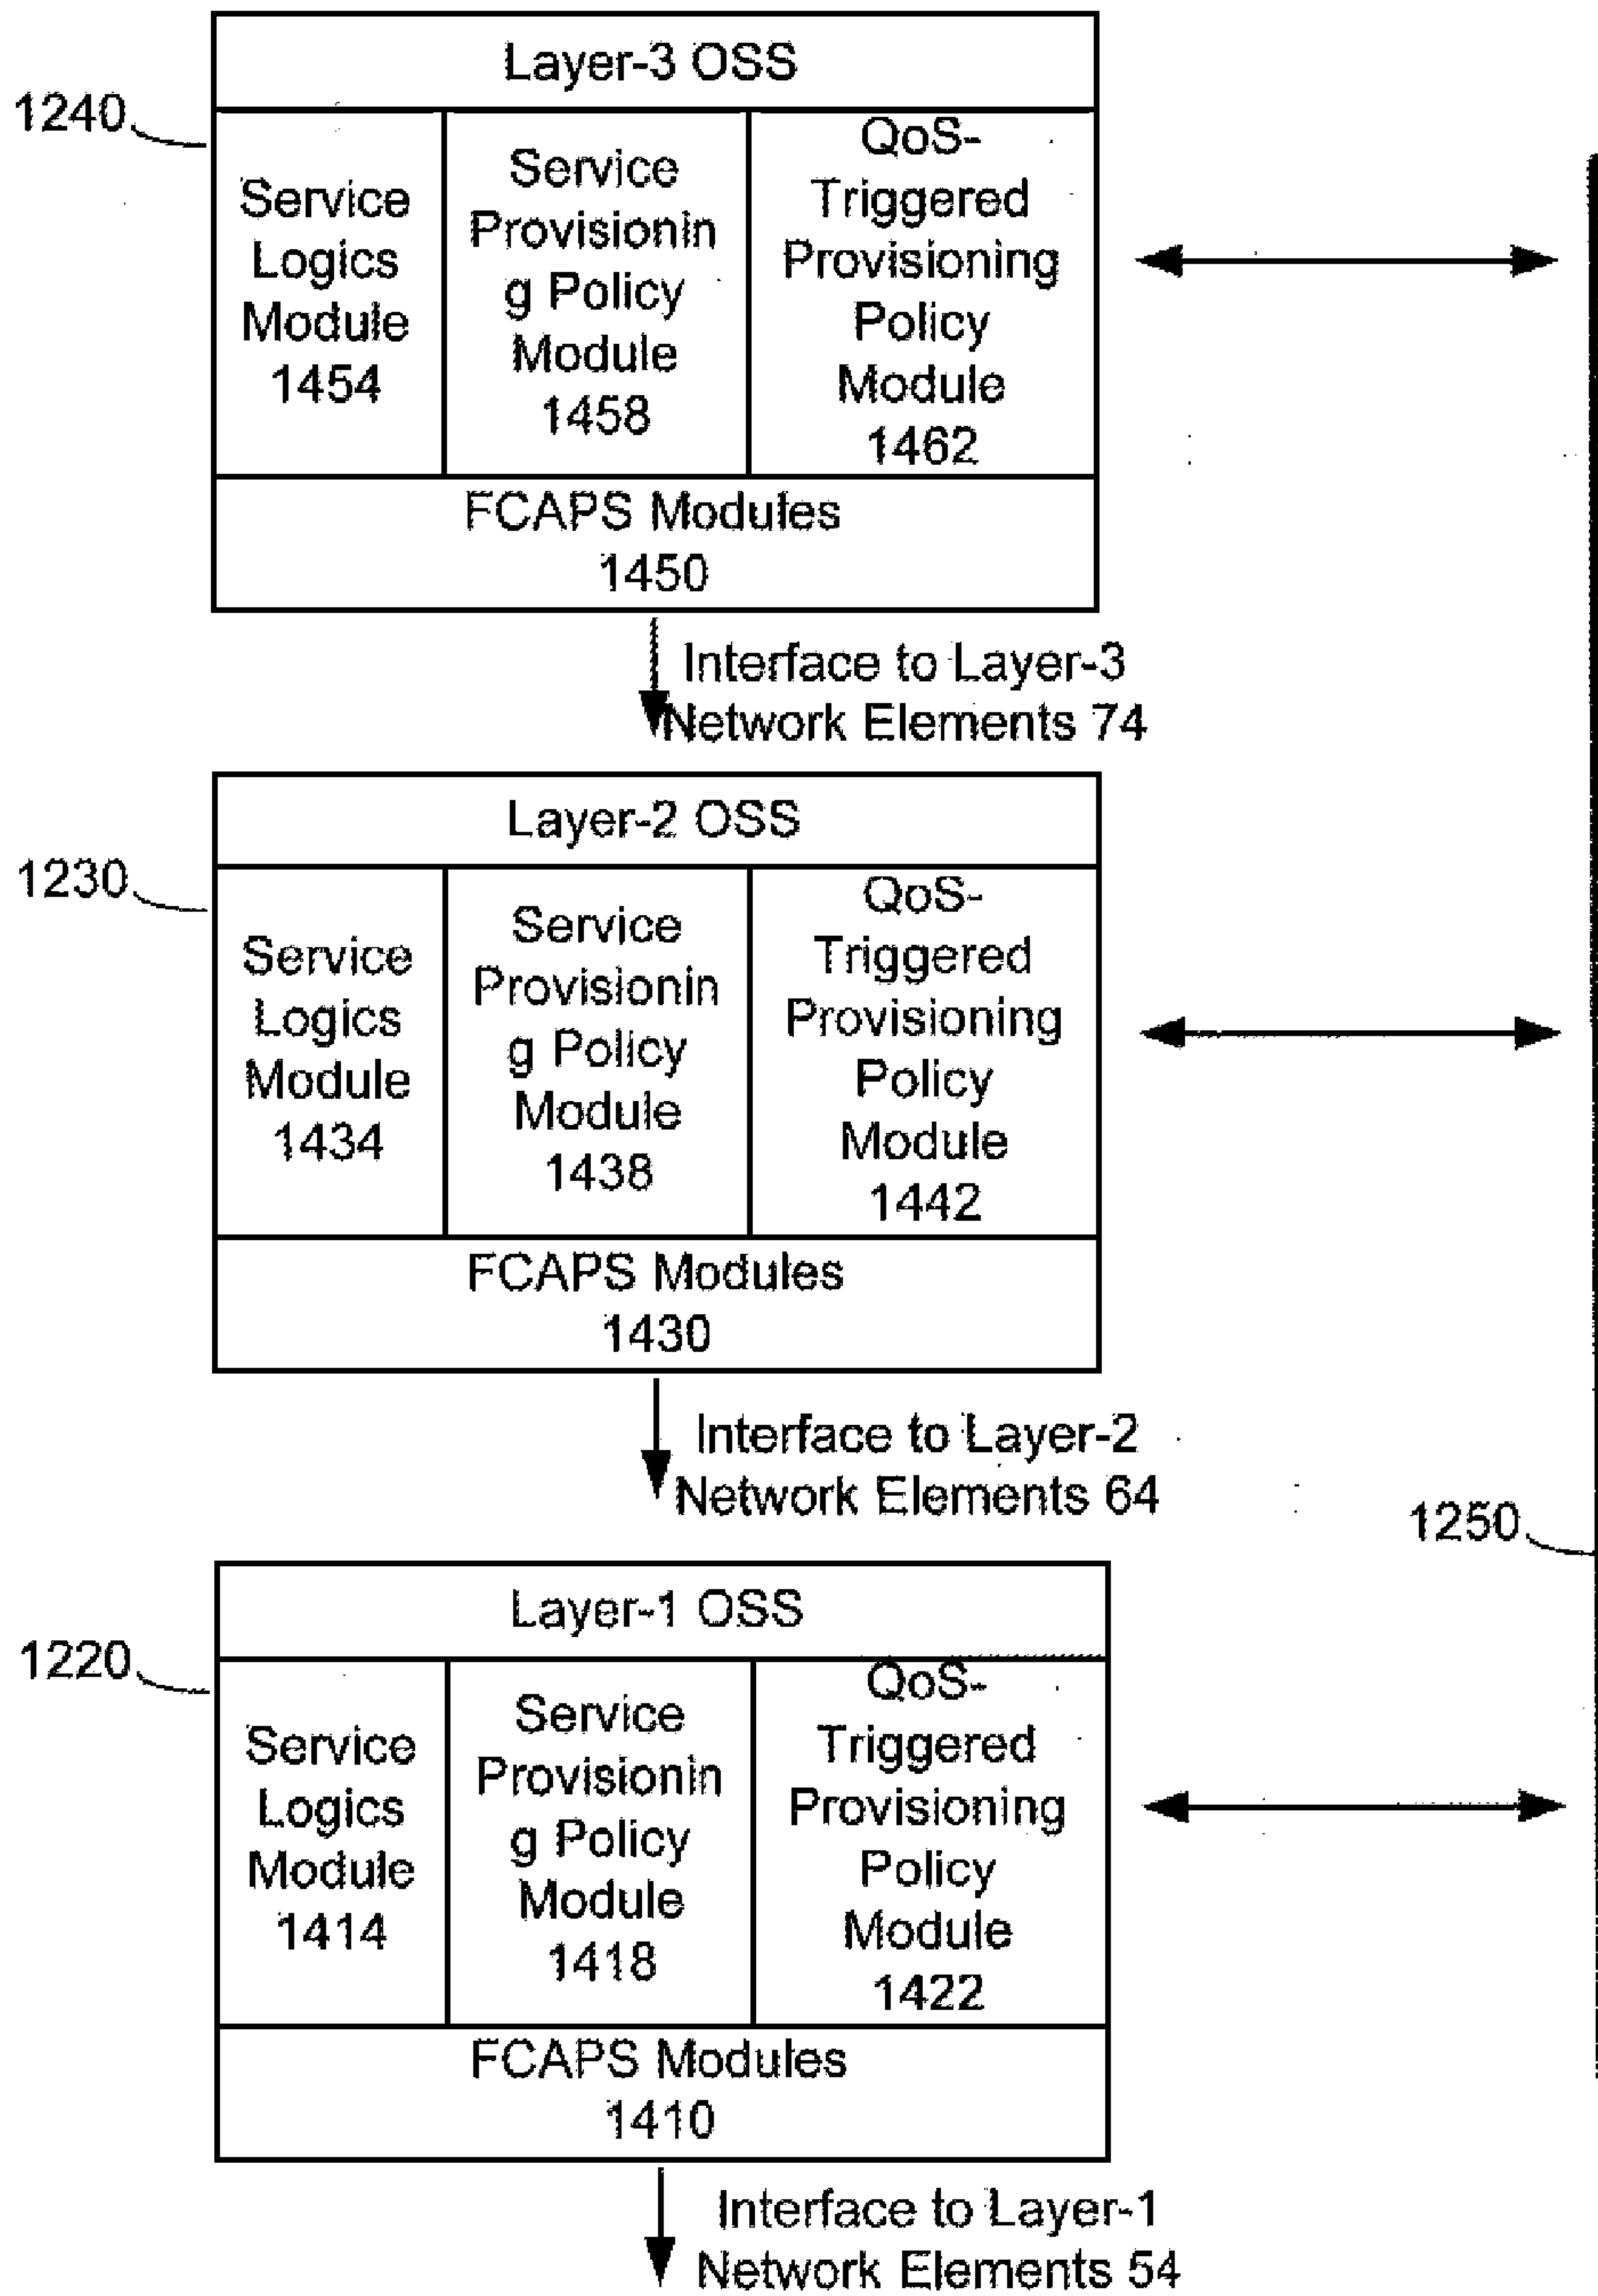 Layer-3 OSS
1240
Service
Logics
Module
1454
Service
Provisionin
g Policy
Module
1458
QoS-
Triggered
Provisioning
Policy
Module
1462
FCAPS Modules
1450
Interface to Layer-3
Network Elements 74
Layer-2 OSS
1230
Service
Logics
Module
1434
Service
Provisionin
g Policy
Module
1438
QoS-
Triggered
Provisioning
Policy
Module
1442
FCAPS Modules
1430
Interface to Layer-2
Network Elements 64
1250
Layer-1 OSS
1220
Service
Logics
Module
1414
Service
Provisionin
g Policy
Module
1418
QoS-
Triggered
Provisioning
Policy
Module
1422
FCAPS Modules
1410
Interface to Layer-1
Network Elements 54